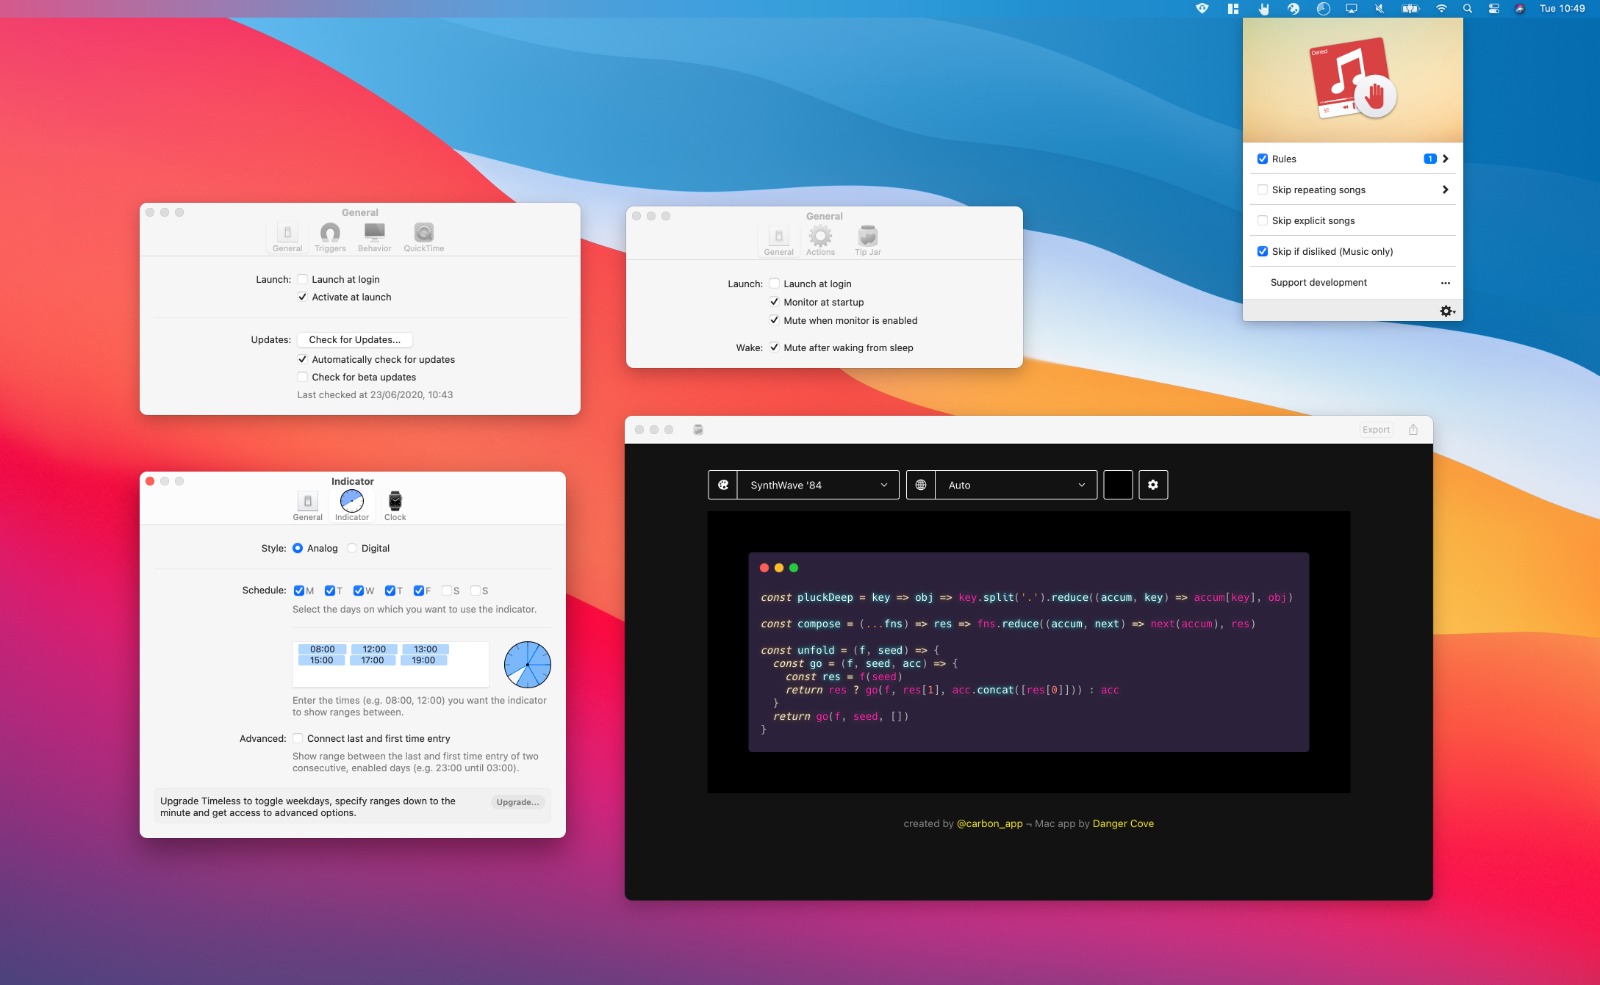 Tue 10:49
Denied
Rules 1
Skip repeating songs
Skip explicit songs
Skip if disliked (Music only)
Support development
General
General Triggers Behavior QuickTime
Launch: Launch at login
Activate at launch
Updates: Check for Updates...
Automatically check for updates
Check for beta updates
Last checked at 23/06/2020, 10:43
General
General Actions Tip Jar
Launch: Launch at login
Monitor at startup
Mute when monitor is enabled
Wake: Mute after waking from sleep
Indicator
General Indicator Clock
Style: Analog Digital
Schedule: M T W T F S S
Select the days on which you want to use the indicator.
08:00 12:00 13:00
15:00 17:00 19:00
Enter the times (e.g. 08:00, 12:00) you want the indicator
to show ranges between.
Advanced: Connect last and first time entry
Show range between the last and first time entry of two
consecutive, enabled days (e.g. 23:00 until 03:00).
Upgrade Timeless to toggle weekdays, specify ranges down to the
minute and get access to advanced options.
Upgrade...
Export
SynthWave '84 Auto
const pluckDeep = key => obj => key.split('.').reduce((accum, key) => accum[key], obj)
const compose = (...fns) => res => fns.reduce((accum, next) => next(accum), res)
const unfold = (f, seed) => {
const go = (f, seed, acc) => {
const res = f(seed)
return res ? go(f, res[1], acc.concat([res[0]])) : acc
}
return go(f, seed, [])
}
created by @carbon_app ¬ Mac app by Danger Cove